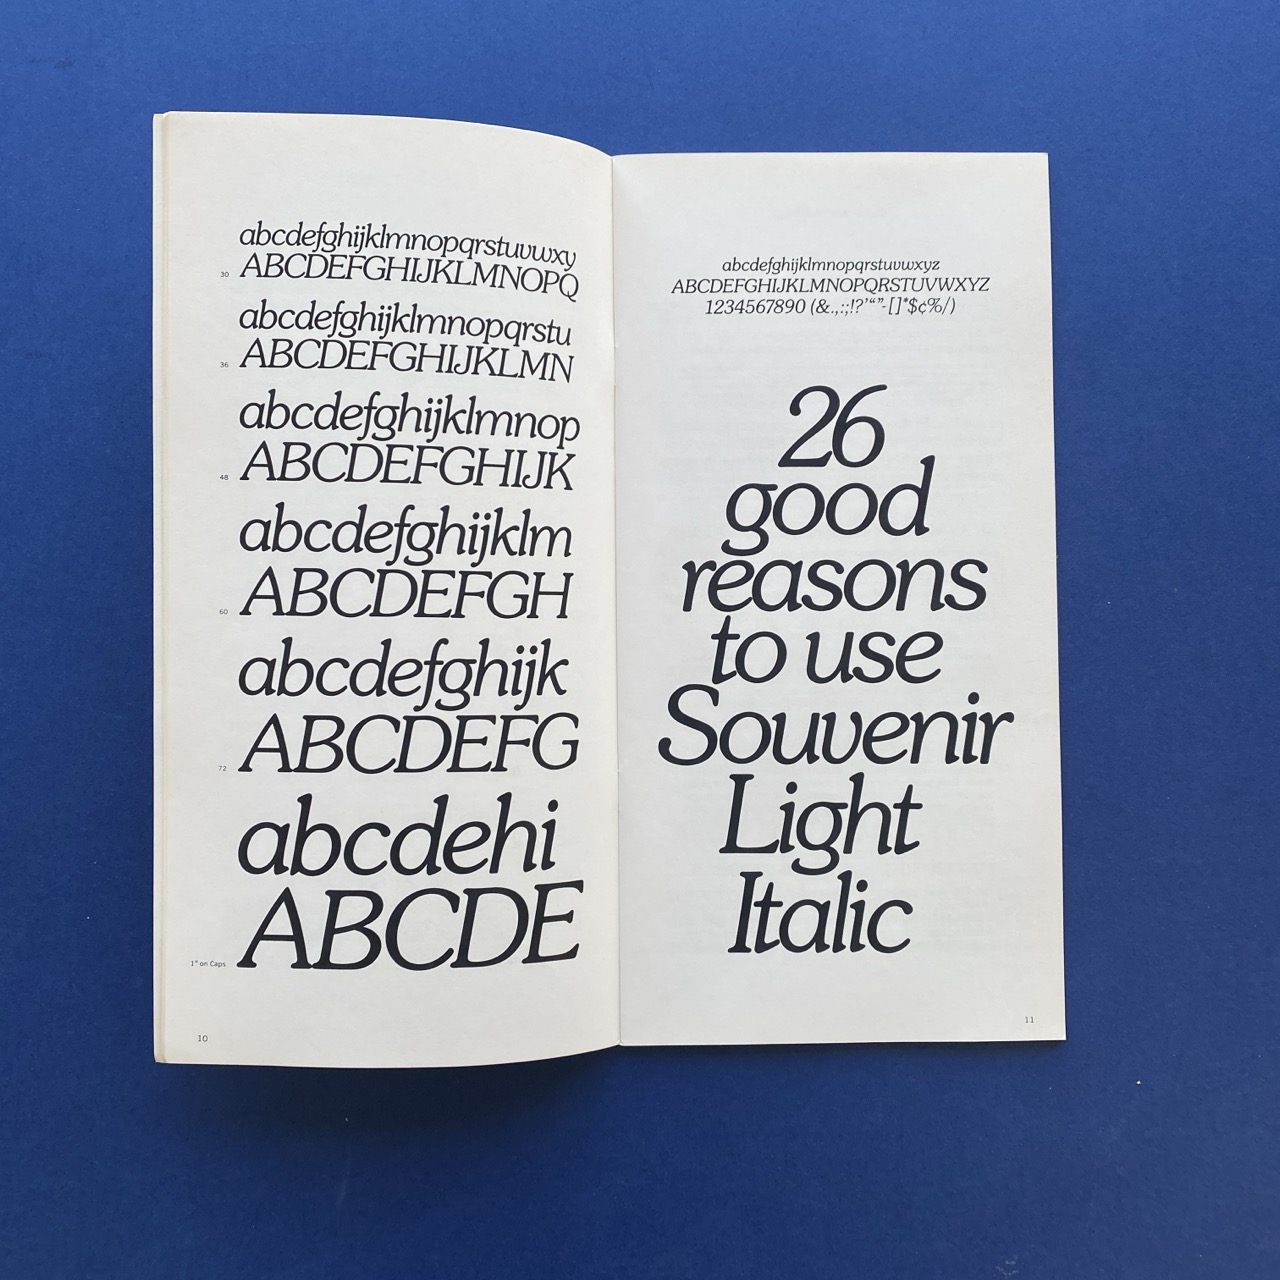 abcdefghijklmnopqrstuvwxy
30 ABCDEFGHIJKLMNOPQ
abcdefghijklmnopqrstu
36 ABCDEFGHIJKLMN
abcdefghijklmnop
48 ABCDEFGHIJK
abcdefghijklm
60 ABCDEFGH
abcdefghijk
72 ABCDEFG
abcdehi
1" on Caps ABCDE
10
abcdefghijklmnopqrstuvwxyz
ABCDEFGHIJKLMNOPQRSTUVWXYZ
1234567890 (&.,:;!?'“”-[]*$¢%/)
26
good
reasons
to use
Souvenir
Light
Italic
11